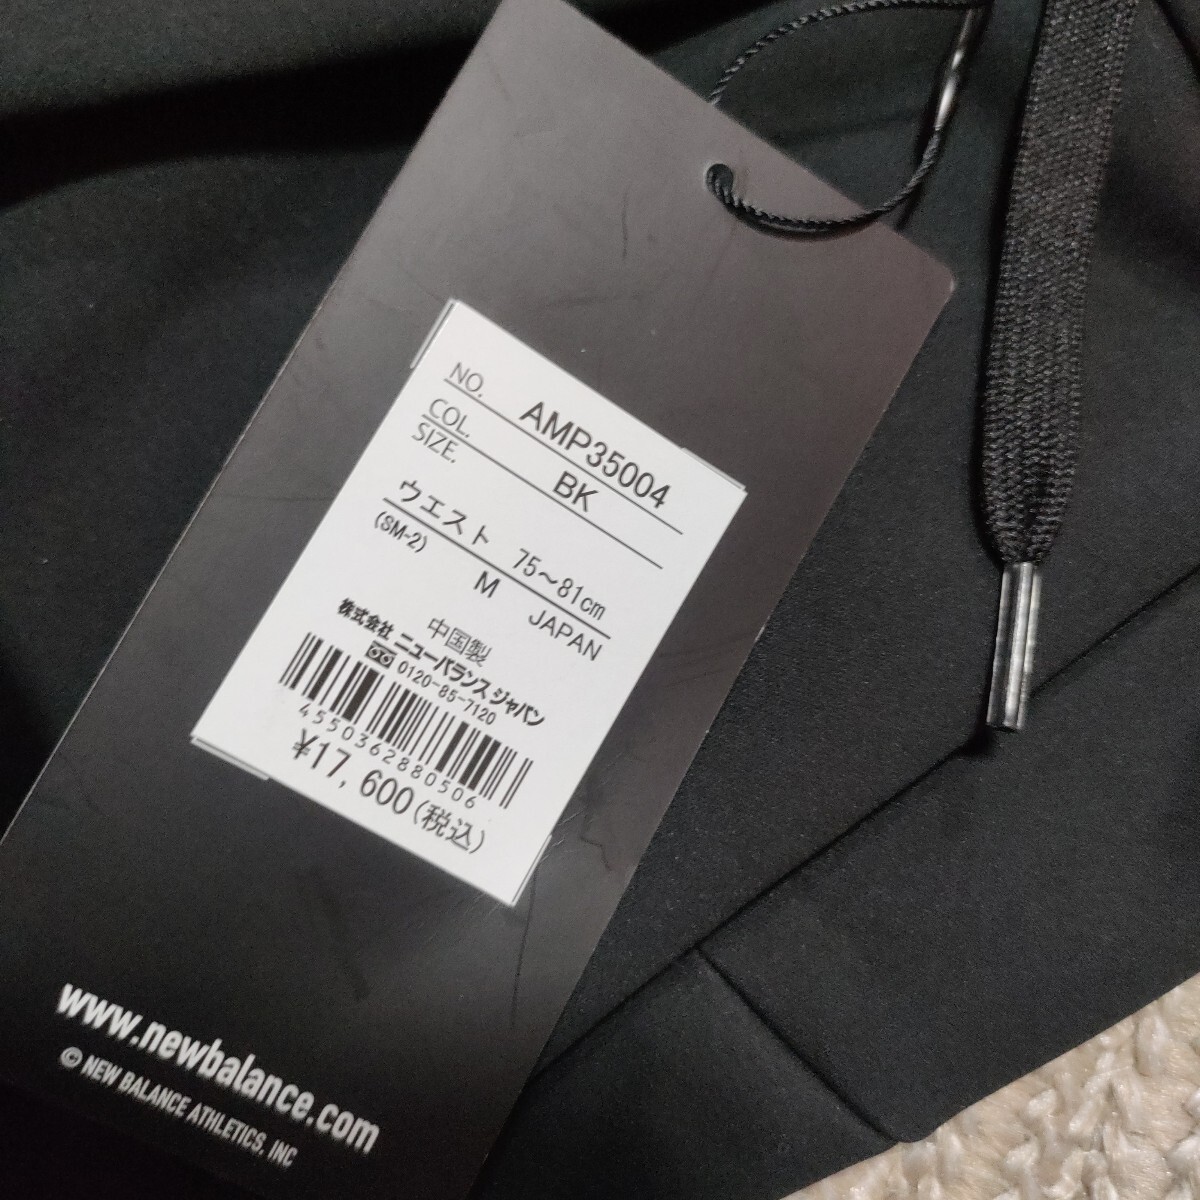 NO. AMP35004
COL. BK
SIZE.
ウエスト 75～81cm
(SM-2) M JAPAN
中国製
株式会社 ニューバランス ジャパン
0120-85-7120
4550362880506
¥17,600(税込)
www.newbalance.com
© NEW BALANCE ATHLETICS, INC